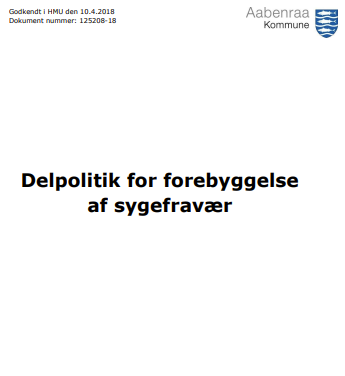 Godkendt i HMU den 10.4.2018
Dokument nummer: 125208-18
Aabenraa
Kommune
Delpolitik for forebyggelse
af sygefravær